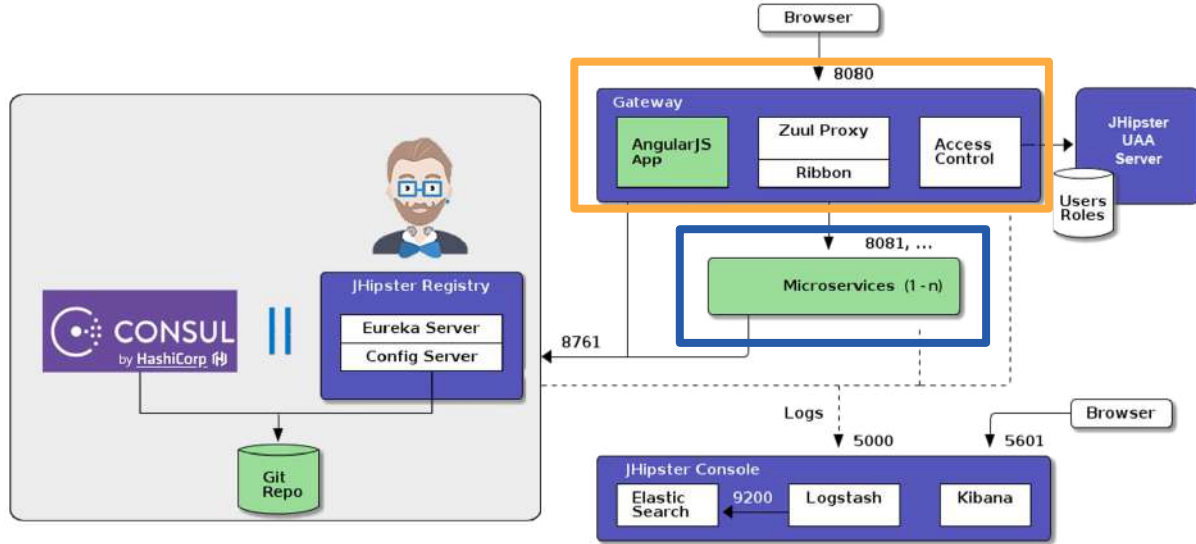 Browser
8080
Gateway
AngularJS
App
Zuul Proxy
Ribbon
Access
Control
JHipster
UAA
Server
Users
Roles
8081, ...
Microservices (1 - n)
JHipster Registry
Eureka Server
Config Server
CONSUL
by HashiCorp
8761
Git
Repo
Logs
5000
Browser
5601
JHipster Console
Elastic
Search
9200
Logstash
Kibana